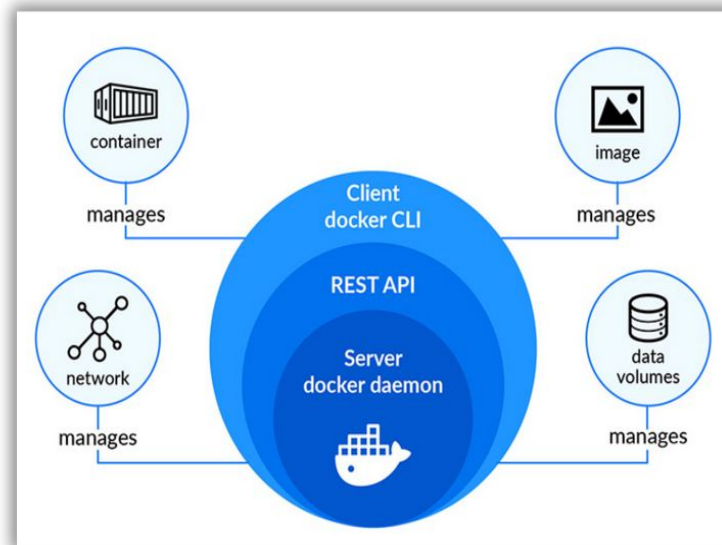 container
manages
image
manages
Client
docker CLI
REST API
Server
docker daemon
network
manages
data
volumes
manages